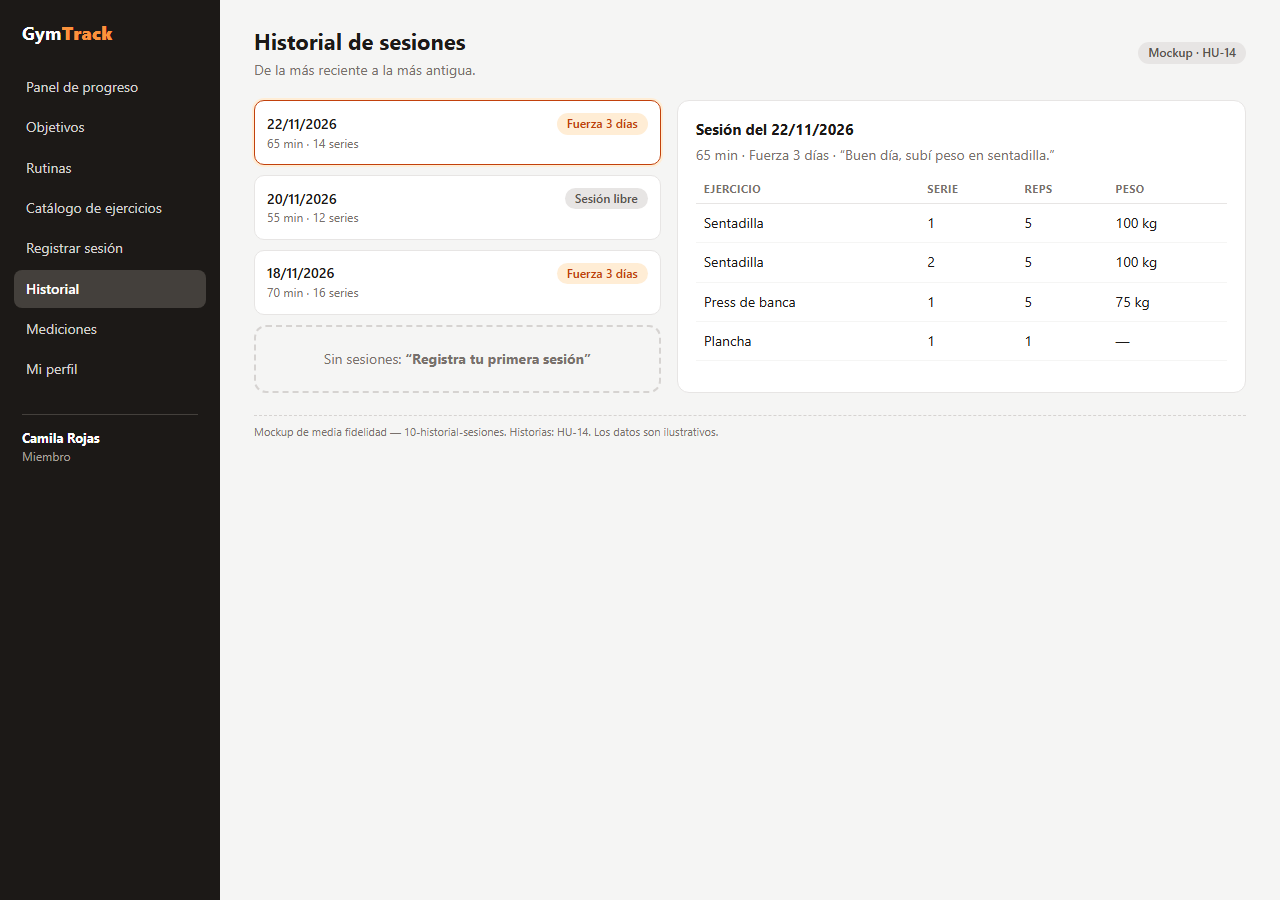 GymTrack
Panel de progreso
Objetivos
Rutinas
Catálogo de ejercicios
Registrar sesión
Historial
Mediciones
Mi perfil
Camila Rojas
Miembro
Historial de sesiones
De la más reciente a la más antigua.
Mockup · HU-14
22/11/2026 Fuerza 3 días
65 min · 14 series
20/11/2026 Sesión libre
55 min · 12 series
18/11/2026 Fuerza 3 días
70 min · 16 series
Sin sesiones: “Registra tu primera sesión”
Sesión del 22/11/2026
65 min · Fuerza 3 días · “Buen día, subí peso en sentadilla.”
EJERCICIO SERIE REPS PESO
Sentadilla 1 5 100 kg
Sentadilla 2 5 100 kg
Press de banca 1 5 75 kg
Plancha 1 1 —
Mockup de media fidelidad — 10-historial-sesiones. Historias: HU-14. Los datos son ilustrativos.